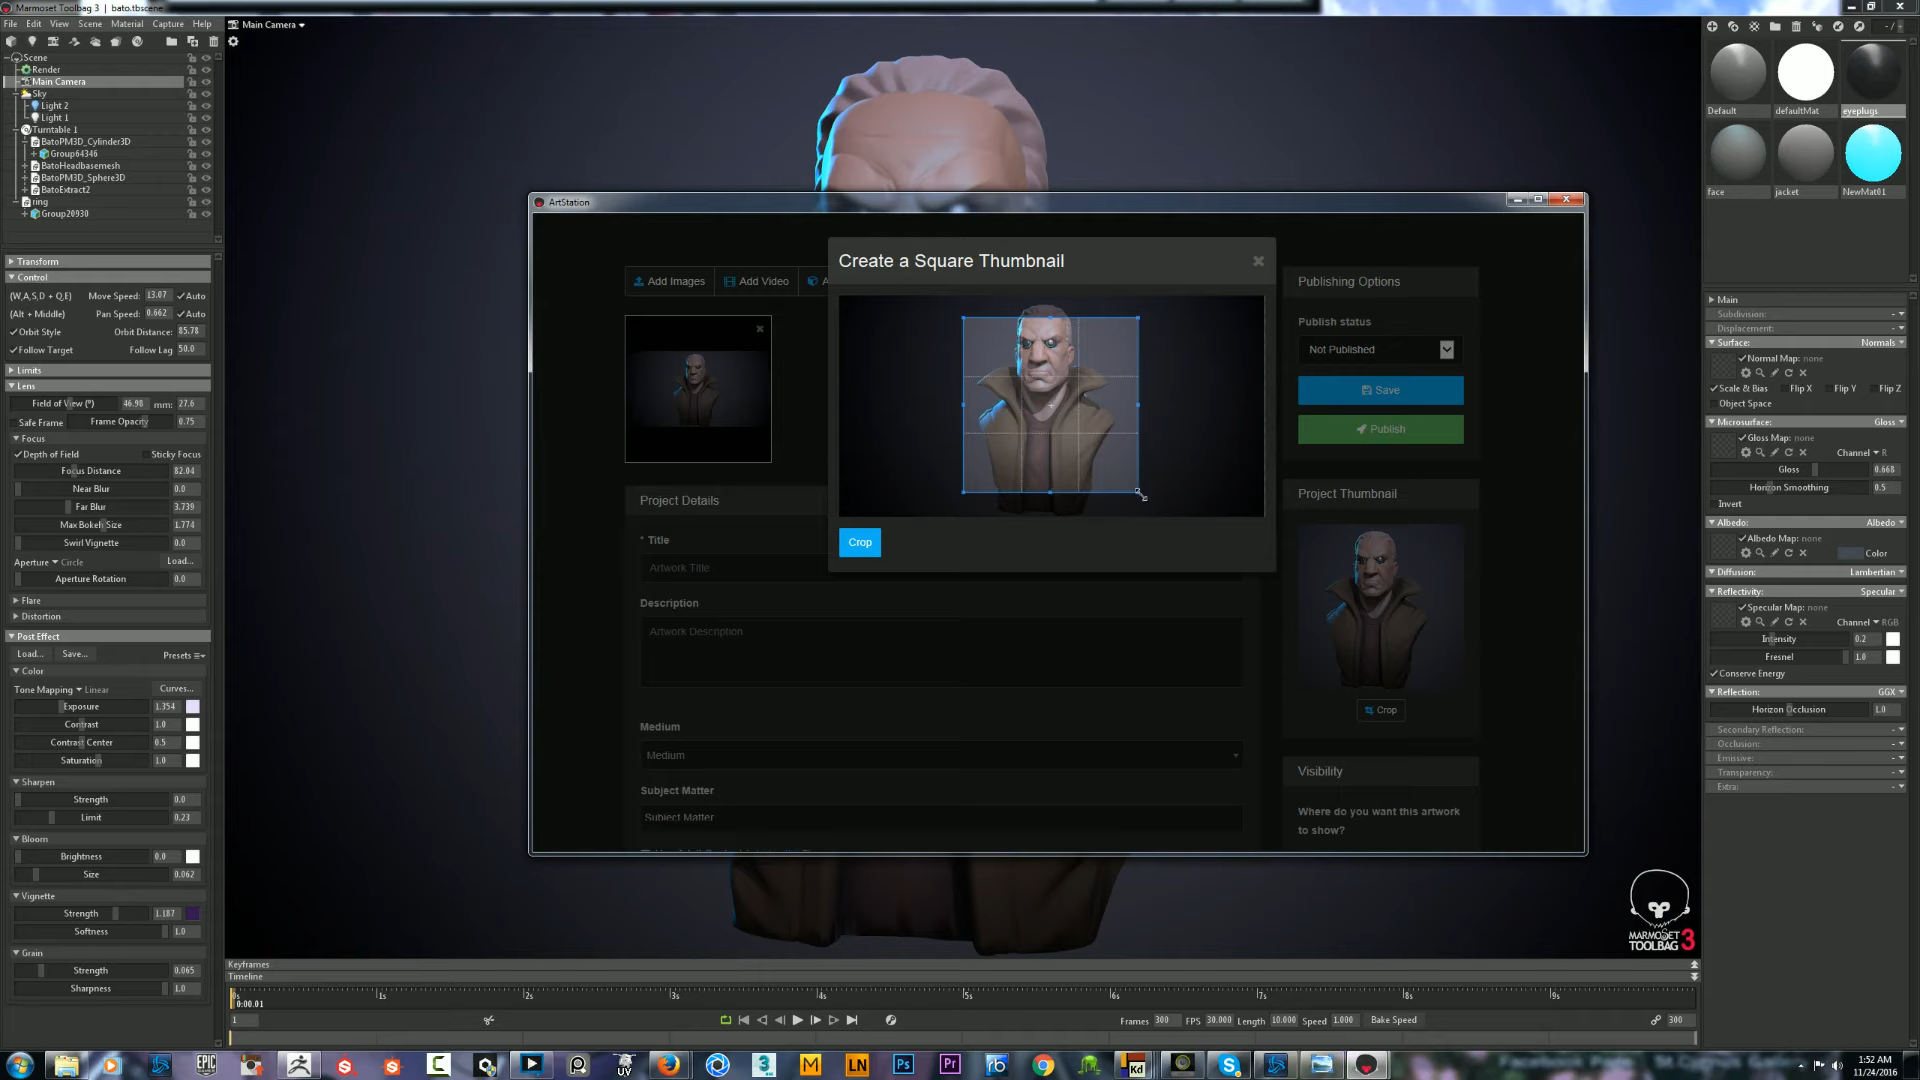 Marmoset Toolbag 3 | bato.tbscene
File Edit View Scene Material Capture Help
Main Camera
Scene
Render
Main Camera
Sky
Light 2
Light 1
Turntable 1
BatoPM3D_Cylinder3D
Group64346
BatoHeadbasemesh
BatoPM3D_Sphere3D
BatoExtract2
ring
Group20930
Transform
Control
(W,A,S,D + Q,E) Move Speed: 13.07 Auto
(Alt + Middle) Pan Speed: 0.662 Auto
Orbit Style Orbit Distance: 85.78
Follow Target Follow Lag 50.0
Limits
Lens
Field of View (°) 46.98 mm: 27.6
Safe Frame Frame Opacity 0.75
Focus
Depth of Field Sticky Focus
Focus Distance 82.04
Near Blur 0.0
Far Blur 3.739
Max Bokeh Size 1.774
Swirl Vignette 0.0
Aperture Circle Load...
Aperture Rotation 0.0
Flare
Distortion
Post Effect
Load... Save... Presets
Color
Tone Mapping Linear Curves...
Exposure 1.354
Contrast 1.0
Contrast Center 0.5
Saturation 1.0
Sharpen
Strength 0.0
Limit 0.23
Bloom
Brightness 0.0
Size 0.062
Vignette
Strength 1.187
Softness 1.0
Grain
Strength 0.065
Sharpness 1.0
ArtStation
Add Images Add Video A
Create a Square Thumbnail
Crop
Project Details
* Title
Artwork Title
Description
Artwork Description
Medium
Medium
Subject Matter
Subject Matter
Publishing Options
Publish status
Not Published
Save
Publish
Project Thumbnail
Crop
Visibility
Where do you want this artwork
to show?
MARMOSET
TOOLBAG 3
Keyframes
Timeline
0s 1s 2s 3s 4s 5s 6s 7s 8s 9s
0:00.01
1
Frames 300 FPS 30.000 Length 10.000 Speed 1.000 Bake Speed 300
Default defaultMat eyeplugs
face jacket NewMat01
Main
Subdivision:
Displacement:
Surface: Normals
Normal Map: none
Scale & Bias Flip X Flip Y Flip Z
Object Space
Microsurface: Gloss
Gloss Map: none
Channel R
Gloss 0.668
Horizon Smoothing 0.5
Invert
Albedo: Albedo
Albedo Map: none
Color
Diffusion: Lambertian
Reflectivity: Specular
Specular Map: none
Channel RGB
Intensity 0.2
Fresnel 1.0
Conserve Energy
Reflection: GGX
Horizon Occlusion 1.0
Secondary Reflection:
Occlusion:
Emissive:
Transparency:
Extra:
EPIC
UV
3
M
LN
Ps
Pr
rb
Kd
1:52 AM
11/24/2016